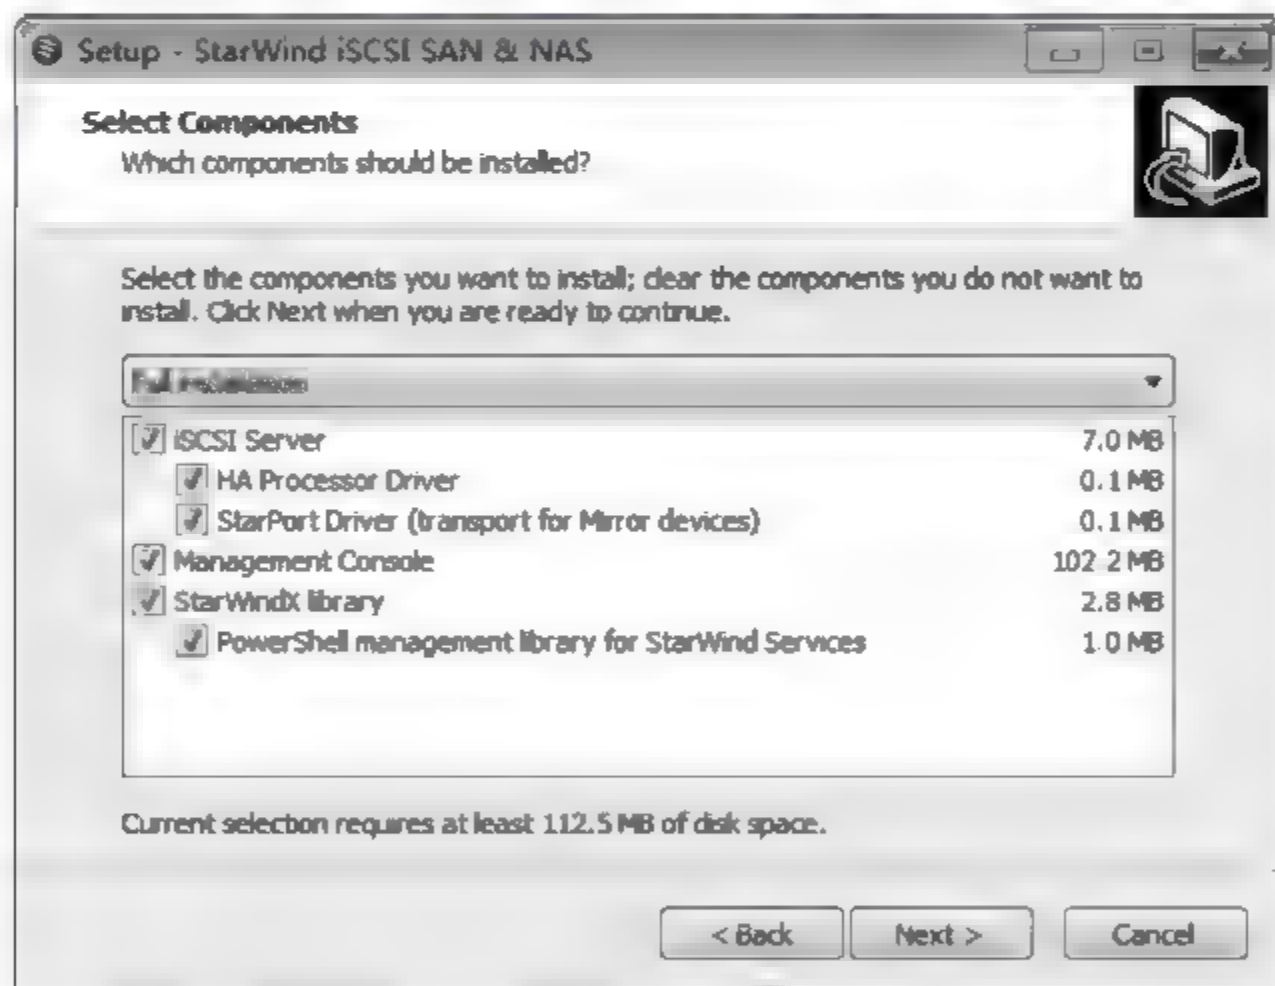 Setup - StarWind iSCSI SAN & NAS
Select Components
Which components should be installed?
Select the components you want to install; clear the components you do not want to
install. Click Next when you are ready to continue.
iSCSI Server 7.0 MB
HA Processor Driver 0.1 MB
StarPort Driver (transport for Mirror devices) 0.1 MB
Management Console 102.2 MB
StarWindX library 2.8 MB
PowerShell management library for StarWind Services 1.0 MB
Current selection requires at least 112.5 MB of disk space.
< Back Next > Cancel